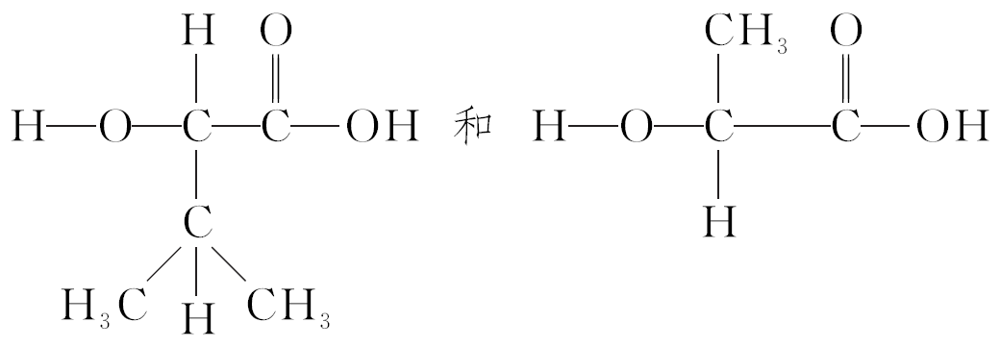 H O CH₃ O
H—O—C—C—OH 和 H—O—C—C—OH
C H
H₃C H CH₃